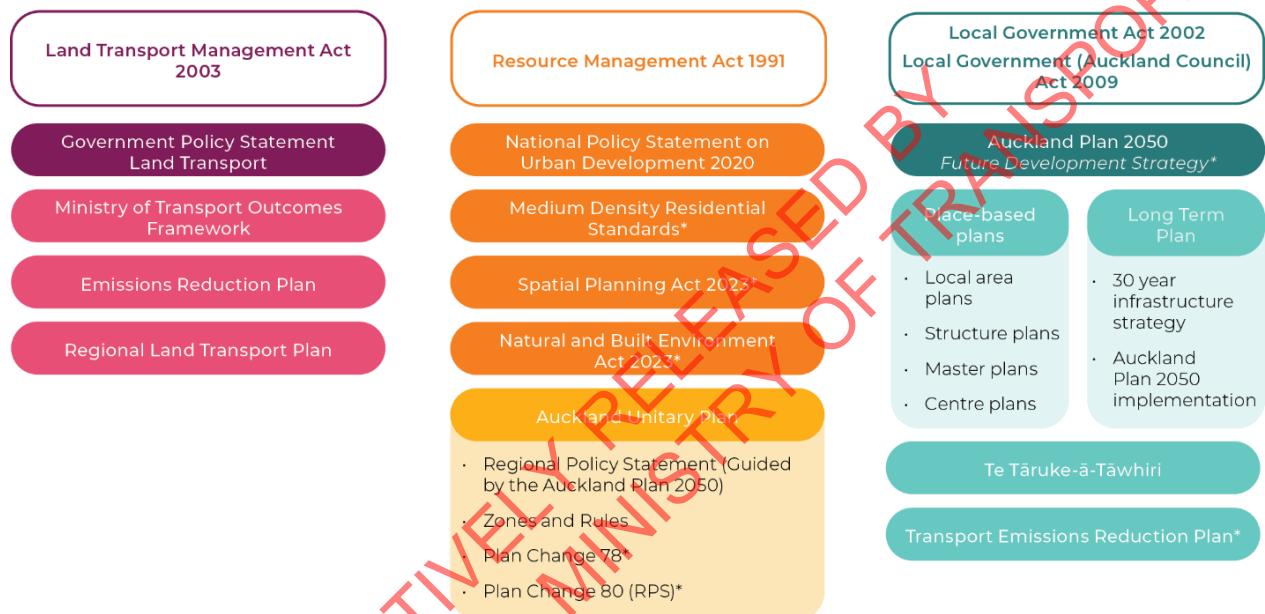 Land Transport Management Act
2003
Government Policy Statement
Land Transport
Ministry of Transport Outcomes
Framework
Emissions Reduction Plan
Regional Land Transport Plan
Resource Management Act 1991
National Policy Statement on
Urban Development 2020
Medium Density Residential
Standards*
Spatial Planning Act 2023*
Natural and Built Environment
Act 2023*
Auckland Unitary Plan
• Regional Policy Statement (Guided
by the Auckland Plan 2050)
• Zones and Rules
• Plan Change 78*
• Plan Change 80 (RPS)*
Local Government Act 2002
Local Government (Auckland Council)
Act 2009
Auckland Plan 2050
Future Development Strategy*
Place-based
plans
• Local area
plans
• Structure plans
• Master plans
• Centre plans
Long Term
Plan
• 30 year
infrastructure
strategy
• Auckland
Plan 2050
implementation
Te Tāruke-ā-Tāwhiri
Transport Emissions Reduction Plan*
TIVELY RELEASED BY
MINISTRY OF TRANSPOR